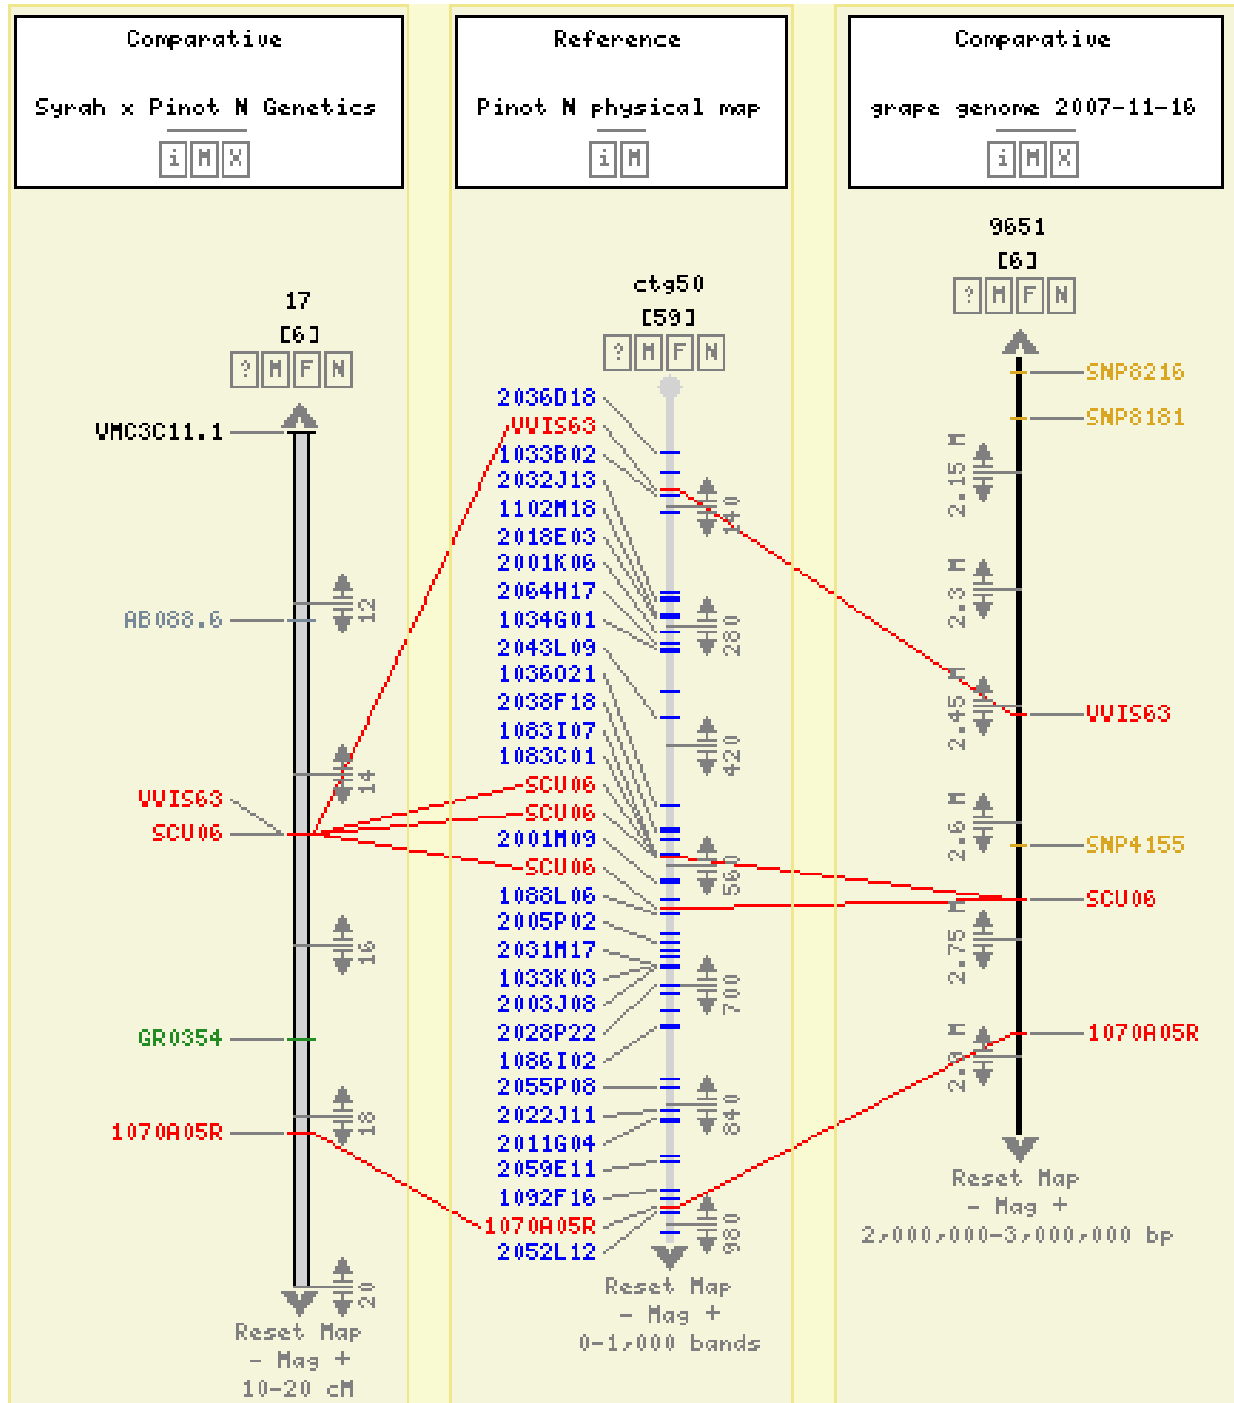 Comparative
Syrah x Pinot N Genetics
i M X
17
[6]
? M F N
VMC3C11.1
12
AB088.6
14
VVIS63
SCU06
16
GR0354
18
1070A05R
20
Reset Map
- Mag +
10-20 cM
Reference
Pinot N physical map
i M
ctg50
[59]
? M F N
2036D18
VVIS63
1033B02
2032J13
140
1102M18
2018E03
2001K06
2064H17
1034G01
280
2043L09
1036O21
2038F18
1083I07
420
1083C01
SCU06
SCU06
2001M09
SCU06
560
1088L06
2005P02
2031M17
1033K03
2003J08
700
2028P22
1086I02
2055P08
2022J11
840
2011G04
2059E11
1092F16
1070A05R
2052L12
980
Reset Map
- Mag +
0-1,000 bands
Comparative
grape genome 2007-11-16
i M X
9651
[6]
? M F N
SNP8216
SNP8181
2.15 M
2.3 M
2.45 M
VVIS63
2.6 M
SNP4155
SCU06
2.75 M
1070A05R
2.9 M
Reset Map
- Mag +
2,000,000-3,000,000 bp